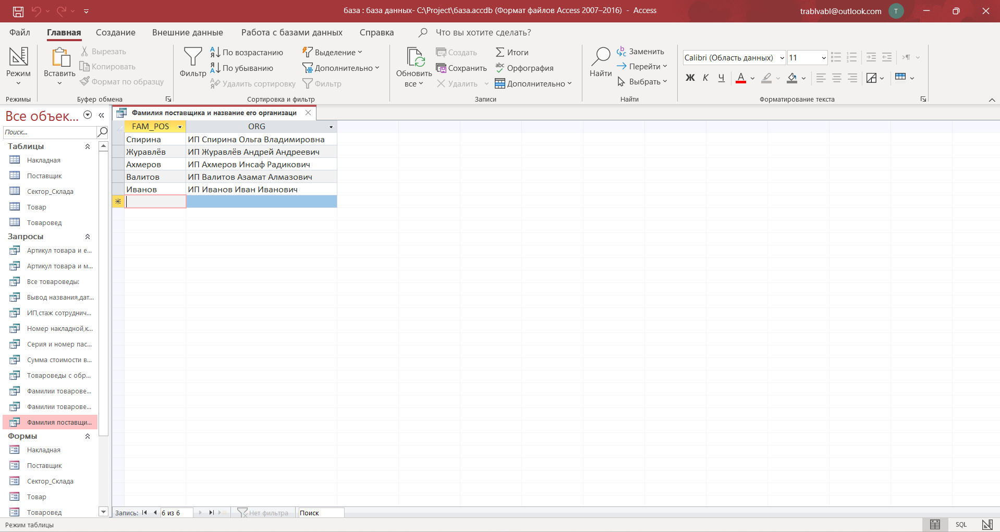 база : база данных- C:\Project\база.accdb (Формат файлов Access 2007–2016) - Access
trablvabl@outlook.com
T
Файл
Главная
Создание
Внешние данные
Работа с базами данных
Справка
Что вы хотите сделать?
Режим
Режимы
Вставить
Вырезать
Копировать
Формат по образцу
Буфер обмена
Фильтр
По возрастанию
По убыванию
Удалить сортировку
Выделение
Дополнительно
Фильтр
Сортировка и фильтр
Обновить
все
Создать
Сохранить
Удалить
Итоги
Орфография
Дополнительно
Записи
Найти
Заменить
Перейти
Выбрать
Найти
Calibri (Область данных)
11
Ж К Ч А
Форматирование текста
Все объек...
Поиск...
Таблицы
Накладная
Поставщик
Сектор_Склада
Товар
Товаровед
Запросы
Артикул товара и е...
Артикул товара и м...
Все товароведы:
Вывод названия,дат...
ИП,стаж сотруднич...
Номер накладной,к...
Серия и номер пас...
Сумма стоимости в...
Товароведы с обр...
Фамилии товарове...
Фамилии товарове...
Фамилия поставщи...
Формы
Накладная
Поставщик
Сектор_Склада
Товар
Товаровед
Фамилия поставщика и название его организаци
FAM_POS ORG
Спирина ИП Спирина Ольга Владимировна
Журавлёв ИП Журавлёв Андрей Андреевич
Ахмеров ИП Ахмеров Инсаф Радикович
Валитов ИП Валитов Азамат Алмазович
Иванов ИП Иванов Иван Иванович
Запись: 6 из 6 Нет фильтра Поиск
Режим таблицы
SQL